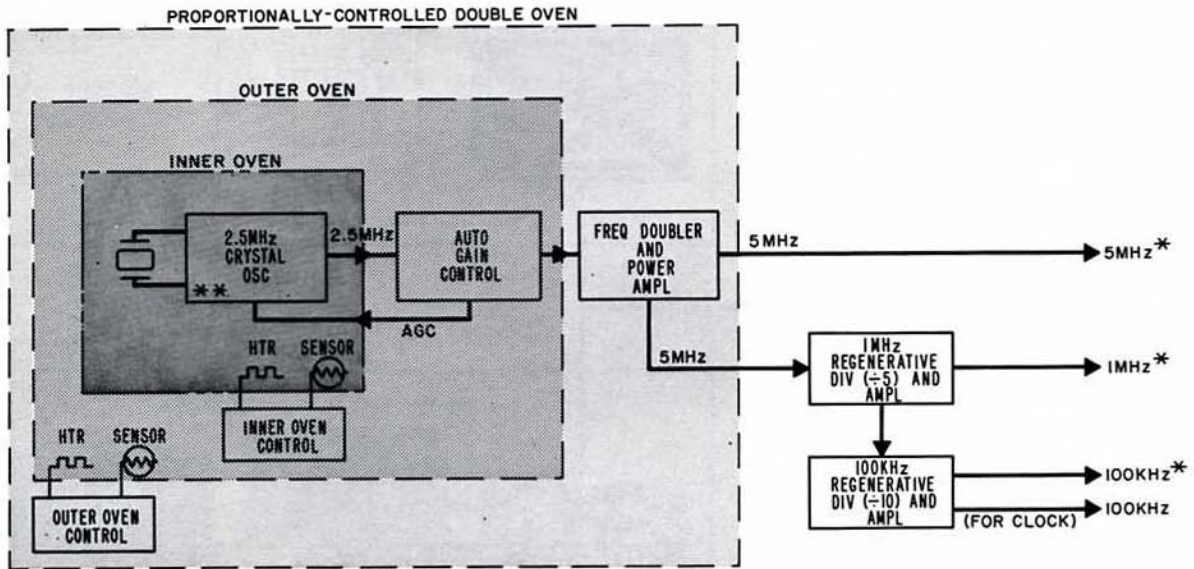 PROPORTIONALLY-CONTROLLED DOUBLE OVEN
OUTER OVEN
INNER OVEN
2.5MHz
CRYSTAL
OSC
**
2.5MHz
AUTO
GAIN
CONTROL
AGC
FREQ DOUBLER
AND
POWER
AMPL
5MHz
5MHz*
5MHz
1MHz
REGENERATIVE
DIV (÷5) AND
AMPL
1MHz*
HTR
SENSOR
INNER OVEN
CONTROL
HTR
SENSOR
OUTER OVEN
CONTROL
100KHz
REGENERATIVE
DIV (÷10) AND
AMPL
100KHz*
(FOR CLOCK)
100KHz